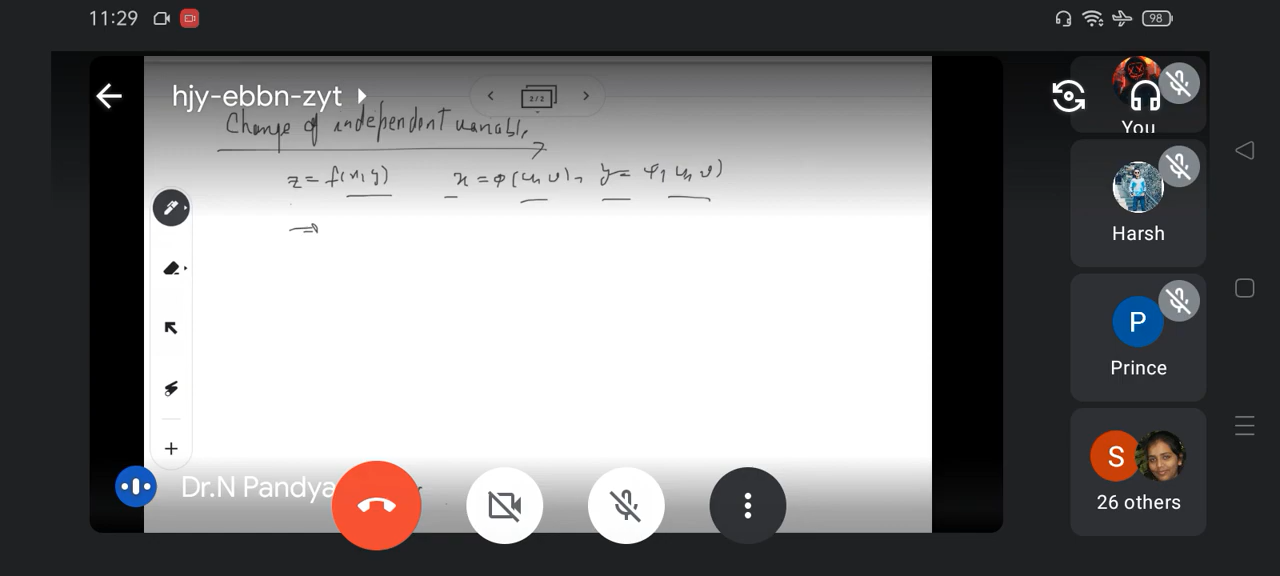 11:29
98
hjy-ebbn-zyt
2/2
Change of independent variable
z = f(x, y) x = φ(u, v), y = ψ(u, v)
⇒
You
Harsh
P
Prince
S
26 others
Dr.N Pandya